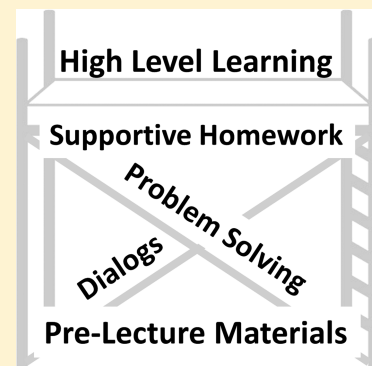 High Level Learning
Supportive Homework
Problem Solving
Dialogs
Pre-Lecture Materials